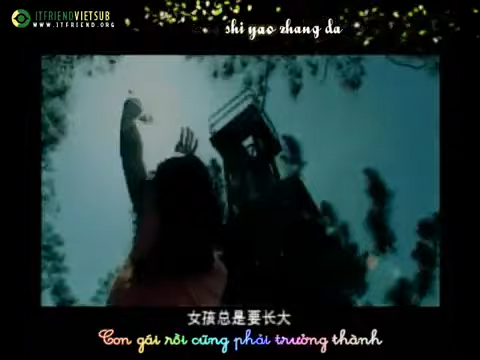 ITFRIENDVIETSUB
WWW.ITFRIEND.ORG
shi yao zhang da
女孩总是要长大
Con gái rồi cũng phải trưởng thành